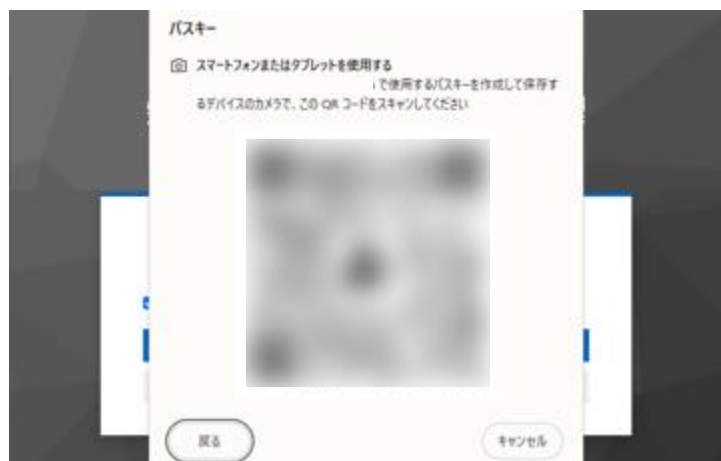 パスキー
スマートフォンまたはタブレットを使用する
で使用するパスキーを作成して保存す
るデバイスのカメラで、この QR コードをスキャンしてください
戻る
キャンセル